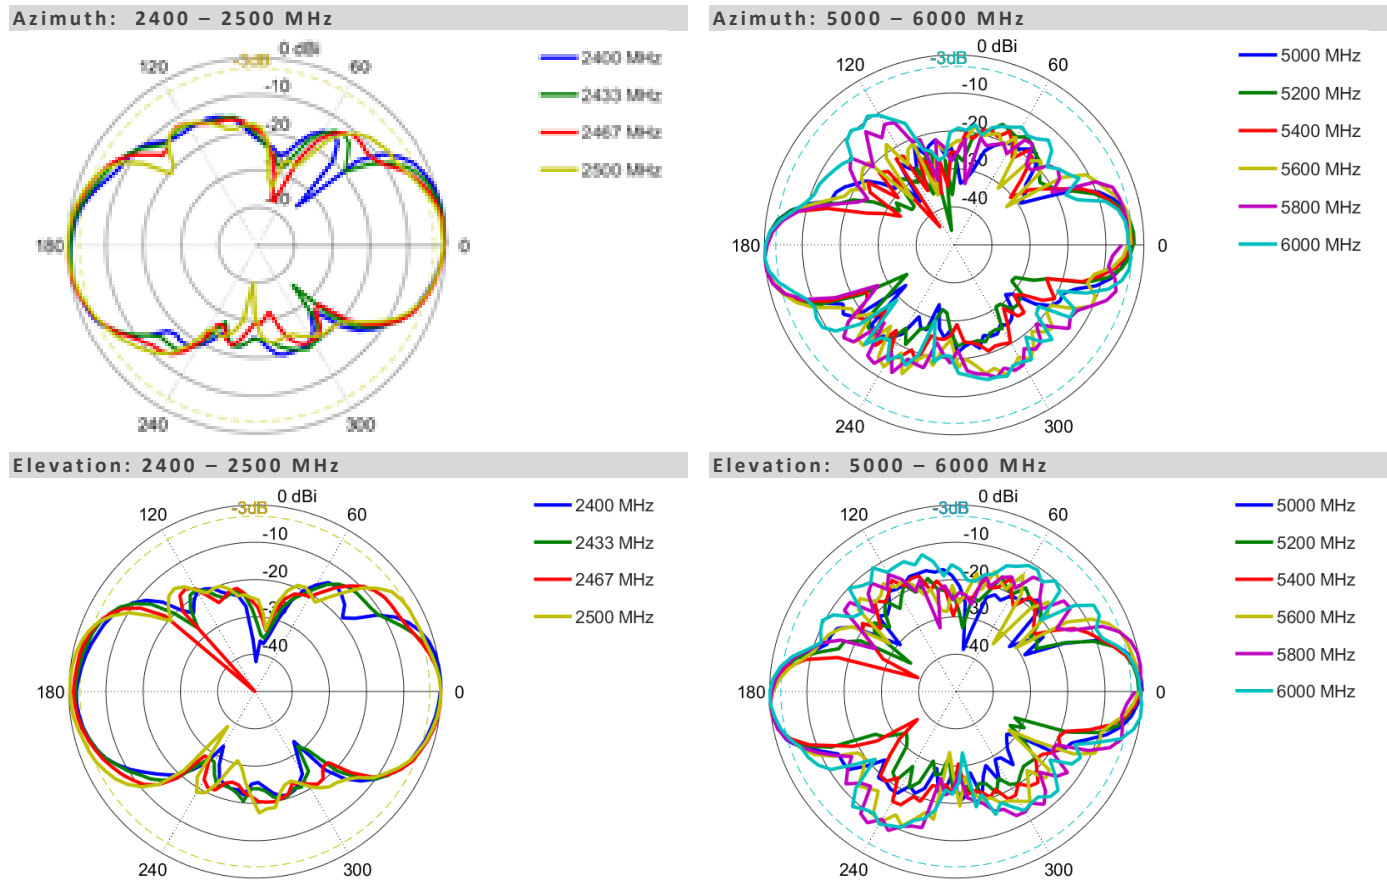 Azimuth: 2400 – 2500 MHz
0 dBi
-3dB
120
60
-10
-20
180
0
240
300
2400 MHz
2433 MHz
2467 MHz
2500 MHz
Azimuth: 5000 – 6000 MHz
0 dBi
-3dB
120
60
-10
-20
-30
-40
180
0
240
300
5000 MHz
5200 MHz
5400 MHz
5600 MHz
5800 MHz
6000 MHz
Elevation: 2400 – 2500 MHz
0 dBi
-3dB
120
60
-10
-20
-30
-40
180
0
240
300
2400 MHz
2433 MHz
2467 MHz
2500 MHz
Elevation: 5000 – 6000 MHz
0 dBi
-3dB
120
60
-10
-20
-30
-40
180
0
240
300
5000 MHz
5200 MHz
5400 MHz
5600 MHz
5800 MHz
6000 MHz